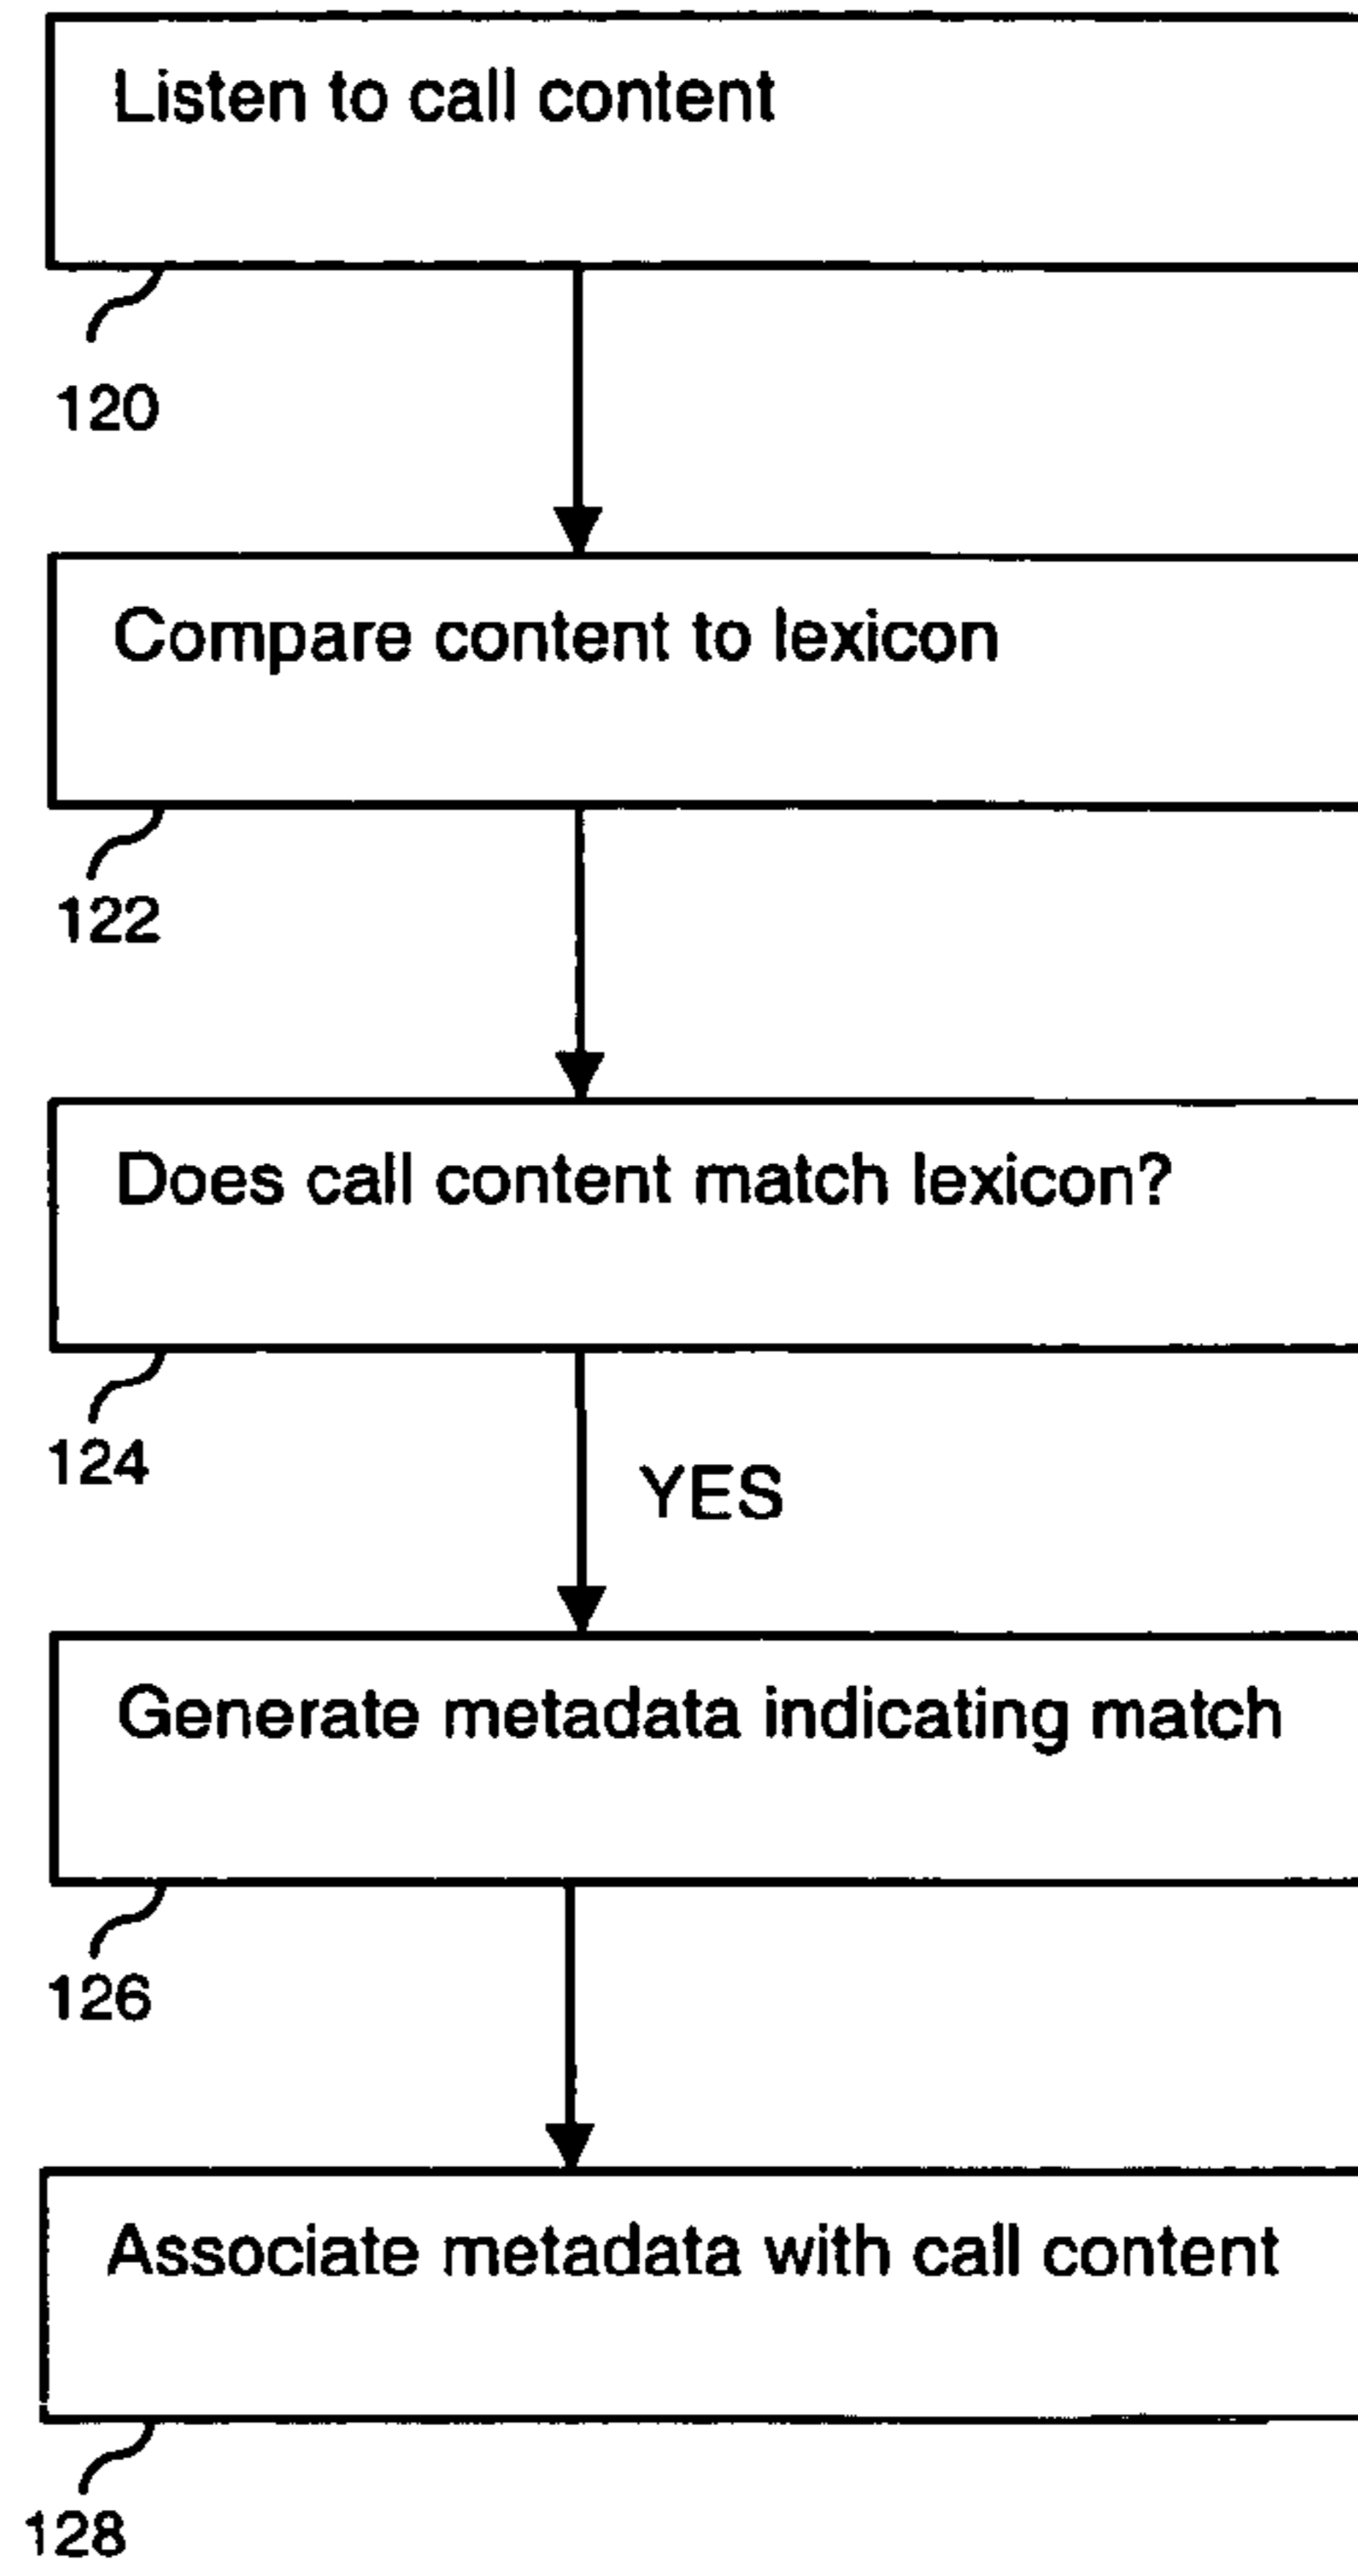 Listen to call content
120
Compare content to lexicon
122
Does call content match lexicon?
124
YES
Generate metadata indicating match
126
Associate metadata with call content
128